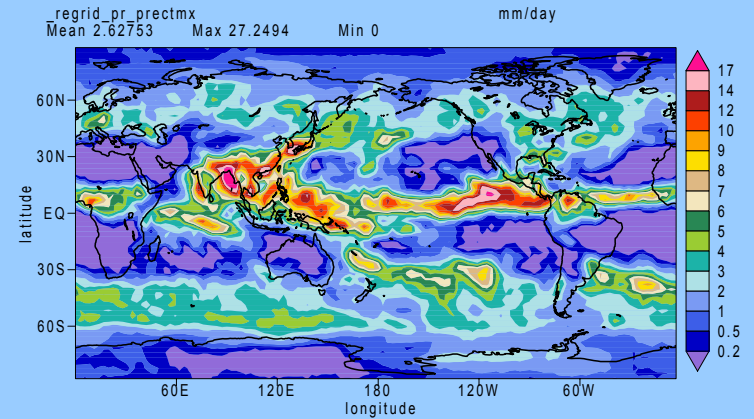 _regrid_pr_prectmx mm/day
Mean 2.62753 Max 27.2494 Min 0
60N
30N
EQ
30S
60S
latitude
60E 120E 180 120W 60W
longitude
17
14
12
10
9
8
7
6
5
4
3
2
1
0.5
0.2